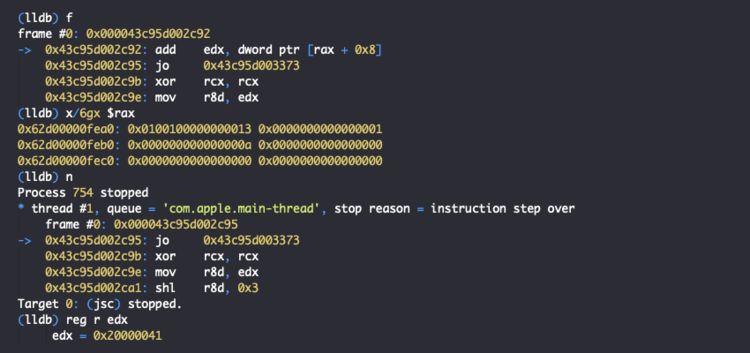 (lldb) f
frame #0: 0x000043c95d002c92
-> 0x43c95d002c92: add edx, dword ptr [rax + 0x8]
0x43c95d002c95: jo 0x43c95d003373
0x43c95d002c9b: xor rcx, rcx
0x43c95d002c9e: mov r8d, edx
(lldb) x/6gx $rax
0x62d00000fea0: 0x0100100000000013 0x0000000000000001
0x62d00000feb0: 0x000000000000000a 0x0000000000000000
0x62d00000fec0: 0x0000000000000000 0x0000000000000000
(lldb) n
Process 754 stopped
* thread #1, queue = 'com.apple.main-thread', stop reason = instruction step over
frame #0: 0x000043c95d002c95
-> 0x43c95d002c95: jo 0x43c95d003373
0x43c95d002c9b: xor rcx, rcx
0x43c95d002c9e: mov r8d, edx
0x43c95d002ca1: shl r8d, 0x3
Target 0: (jsc) stopped.
(lldb) reg r edx
edx = 0x20000041